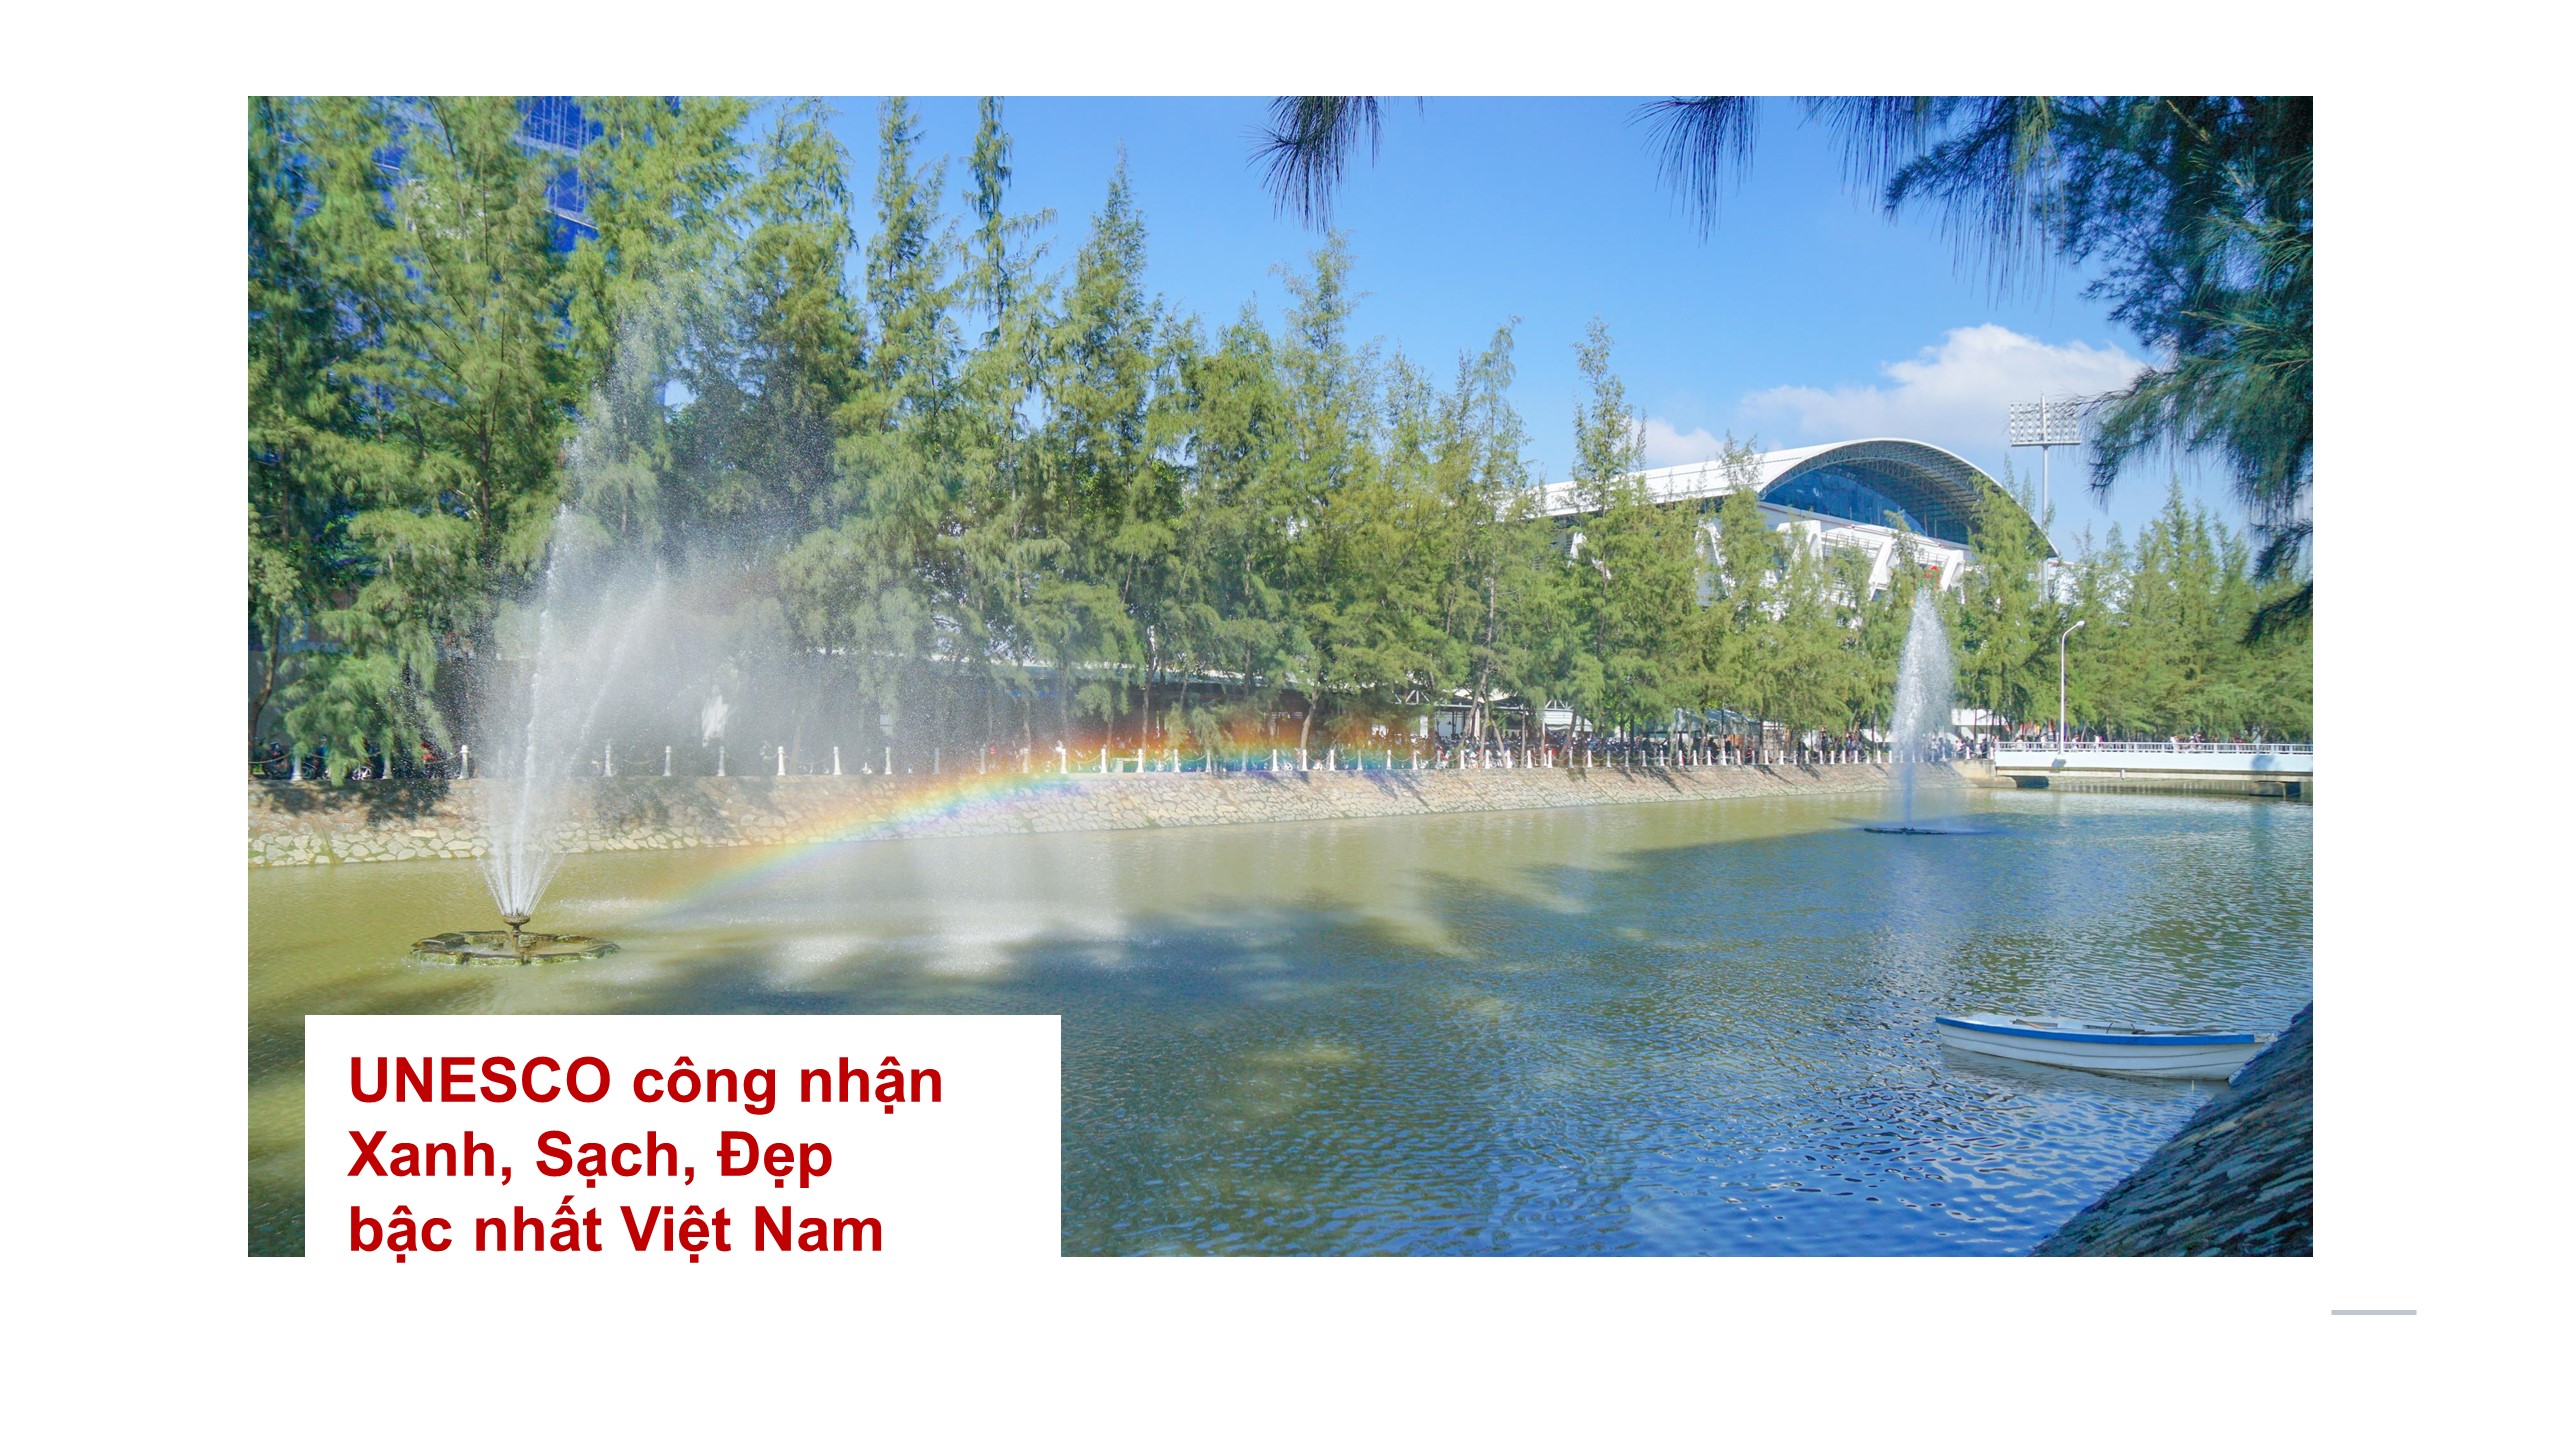 UNESCO công nhận
Xanh, Sạch, Đẹp
bậc nhất Việt Nam